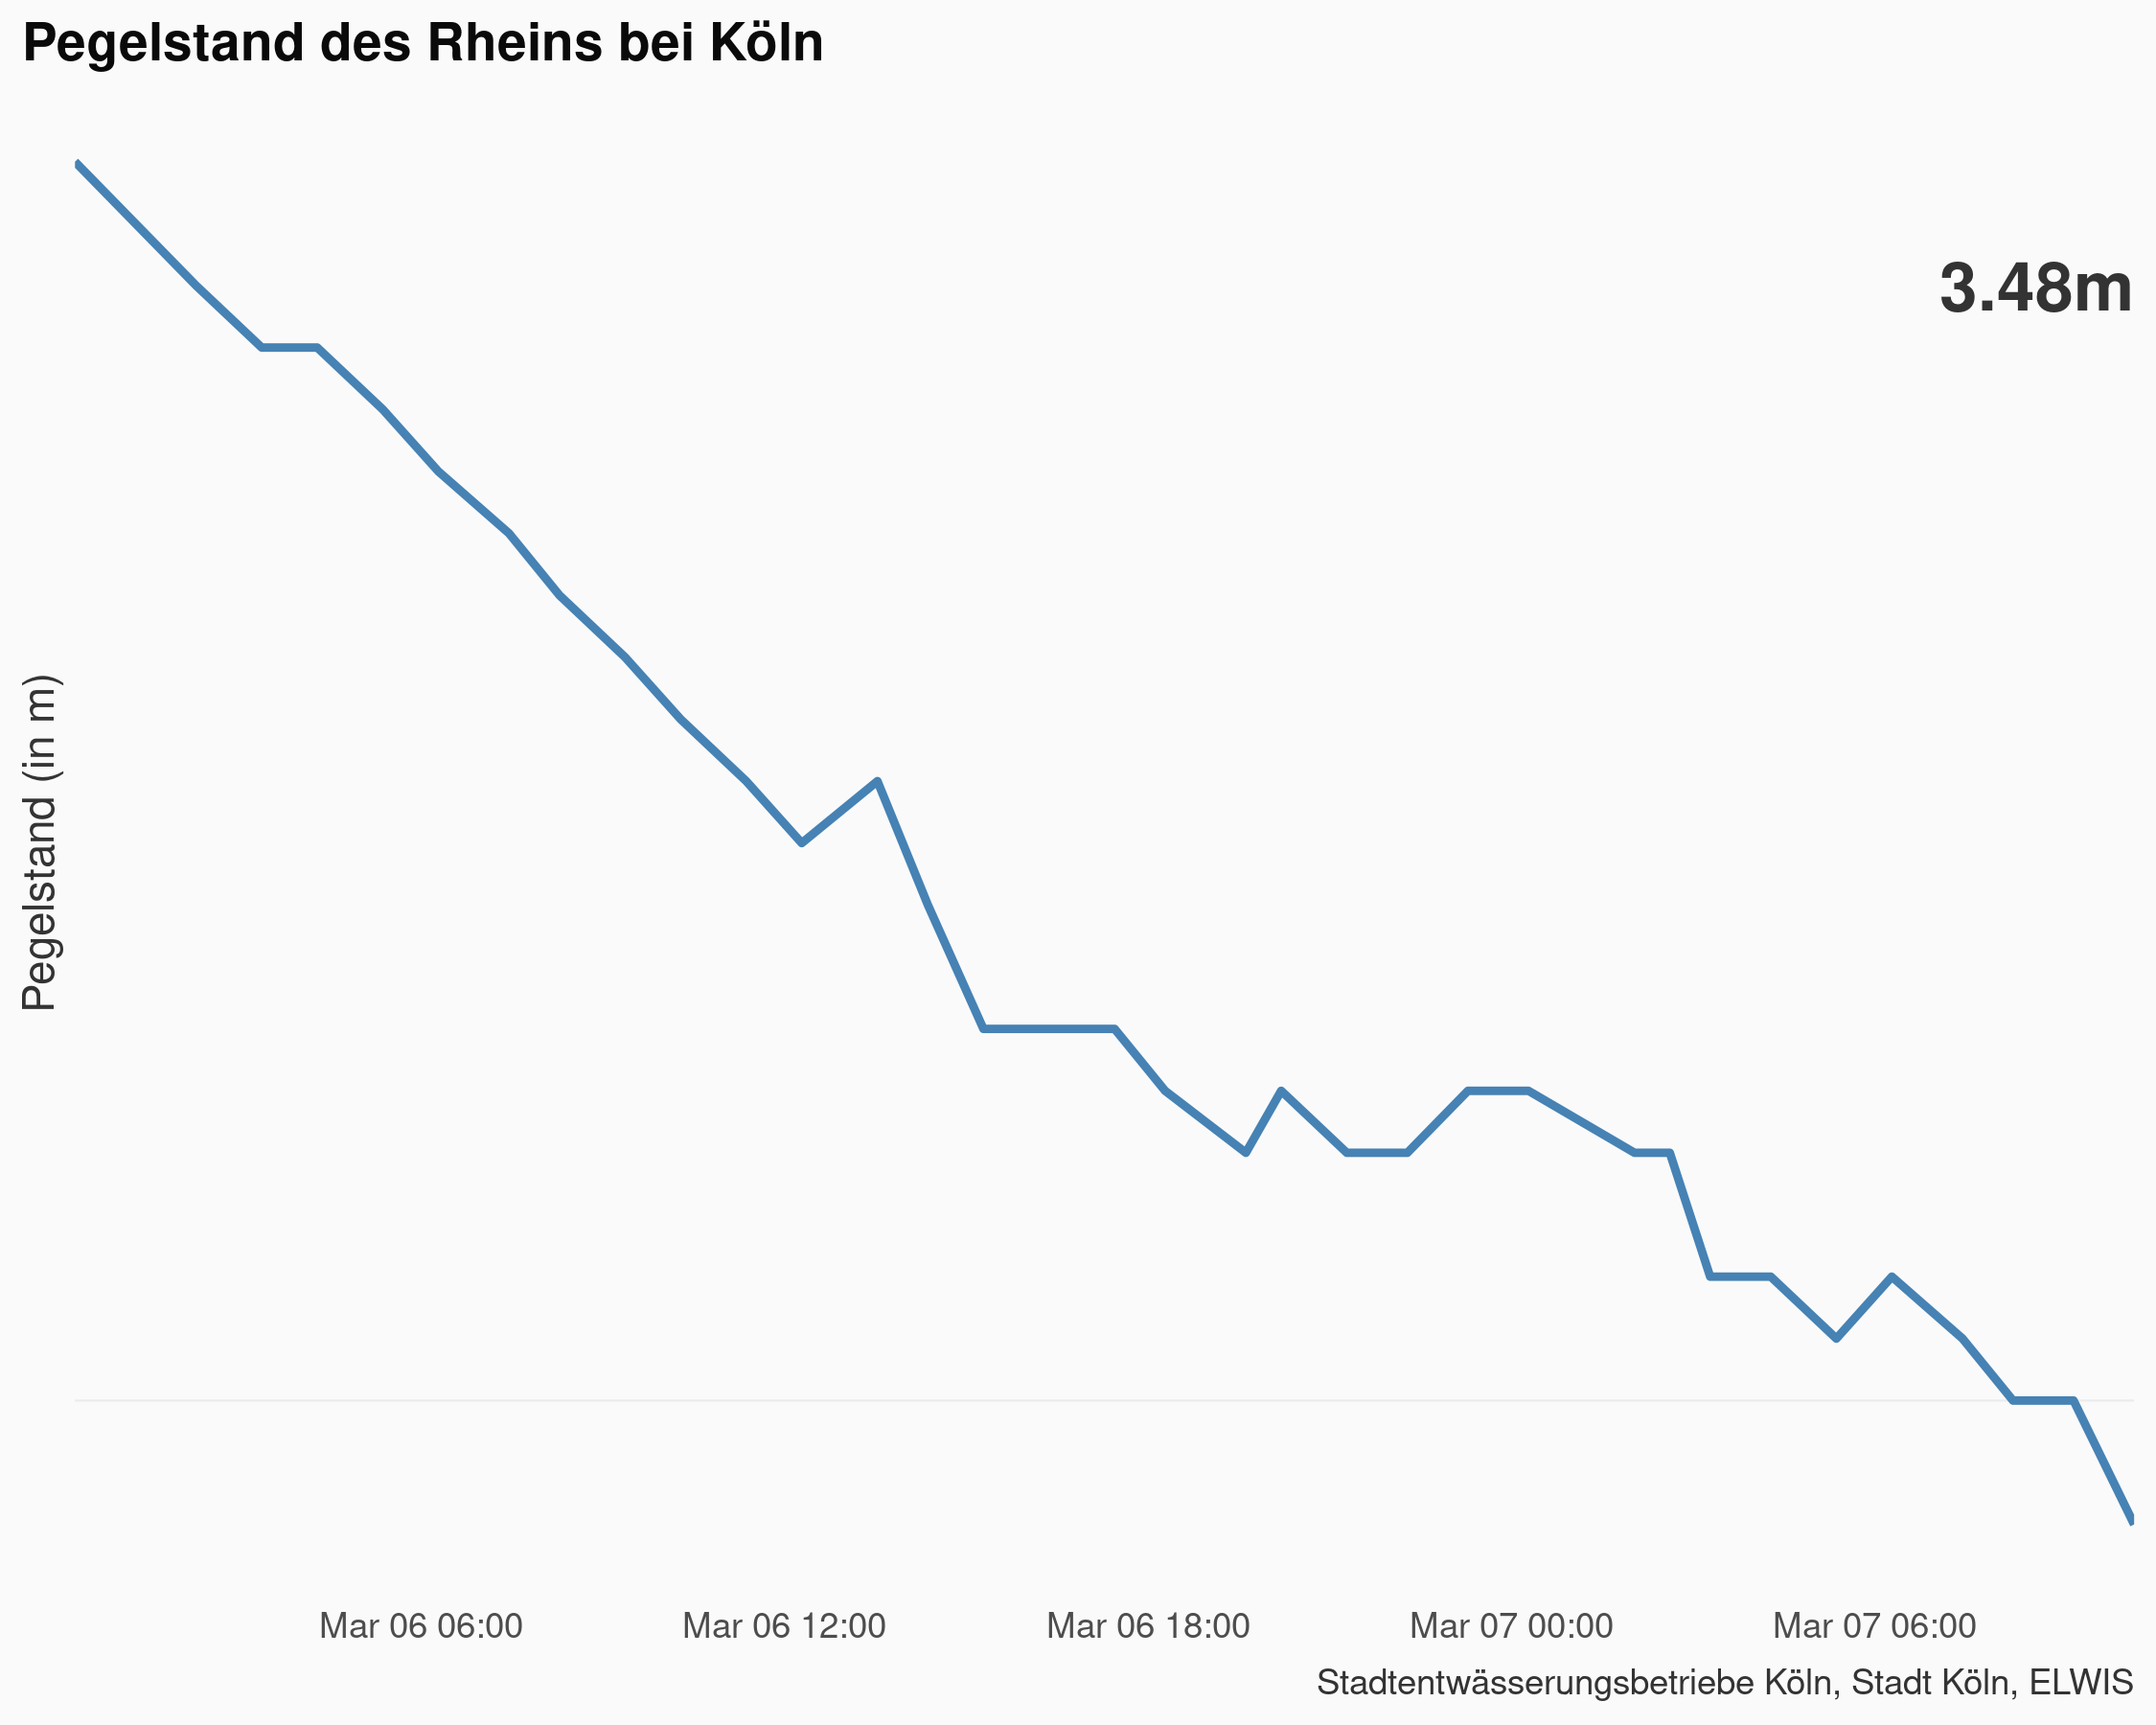 Pegelstand des Rheins bei Köln
3.48m
Pegelstand (in m)
Mar 06 06:00 Mar 06 12:00 Mar 06 18:00 Mar 07 00:00 Mar 07 06:00
Stadtentwässerungsbetriebe Köln, Stadt Köln, ELWIS